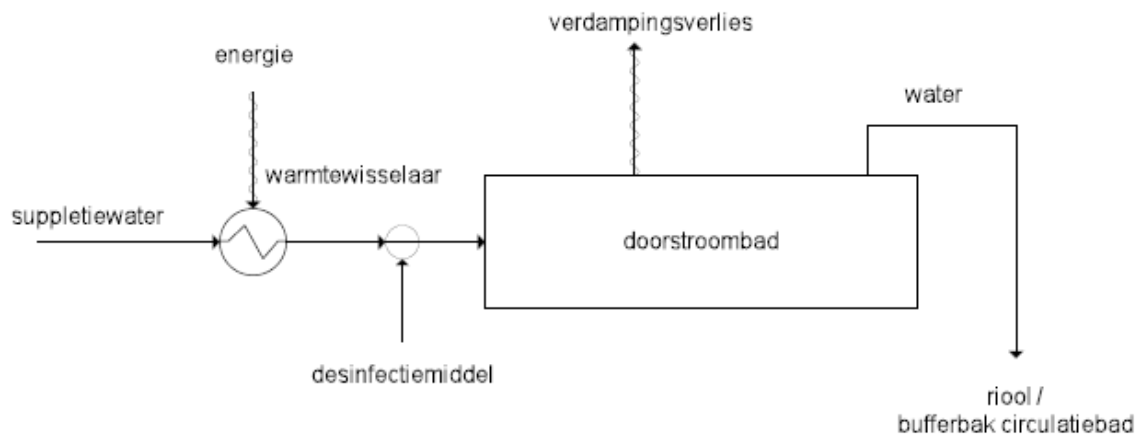 verdampingsverlies
energie
water
warmtewisselaar
suppletiewater
doorstroombad
desinfectiemiddel
riool /
bufferbak circulatiebad